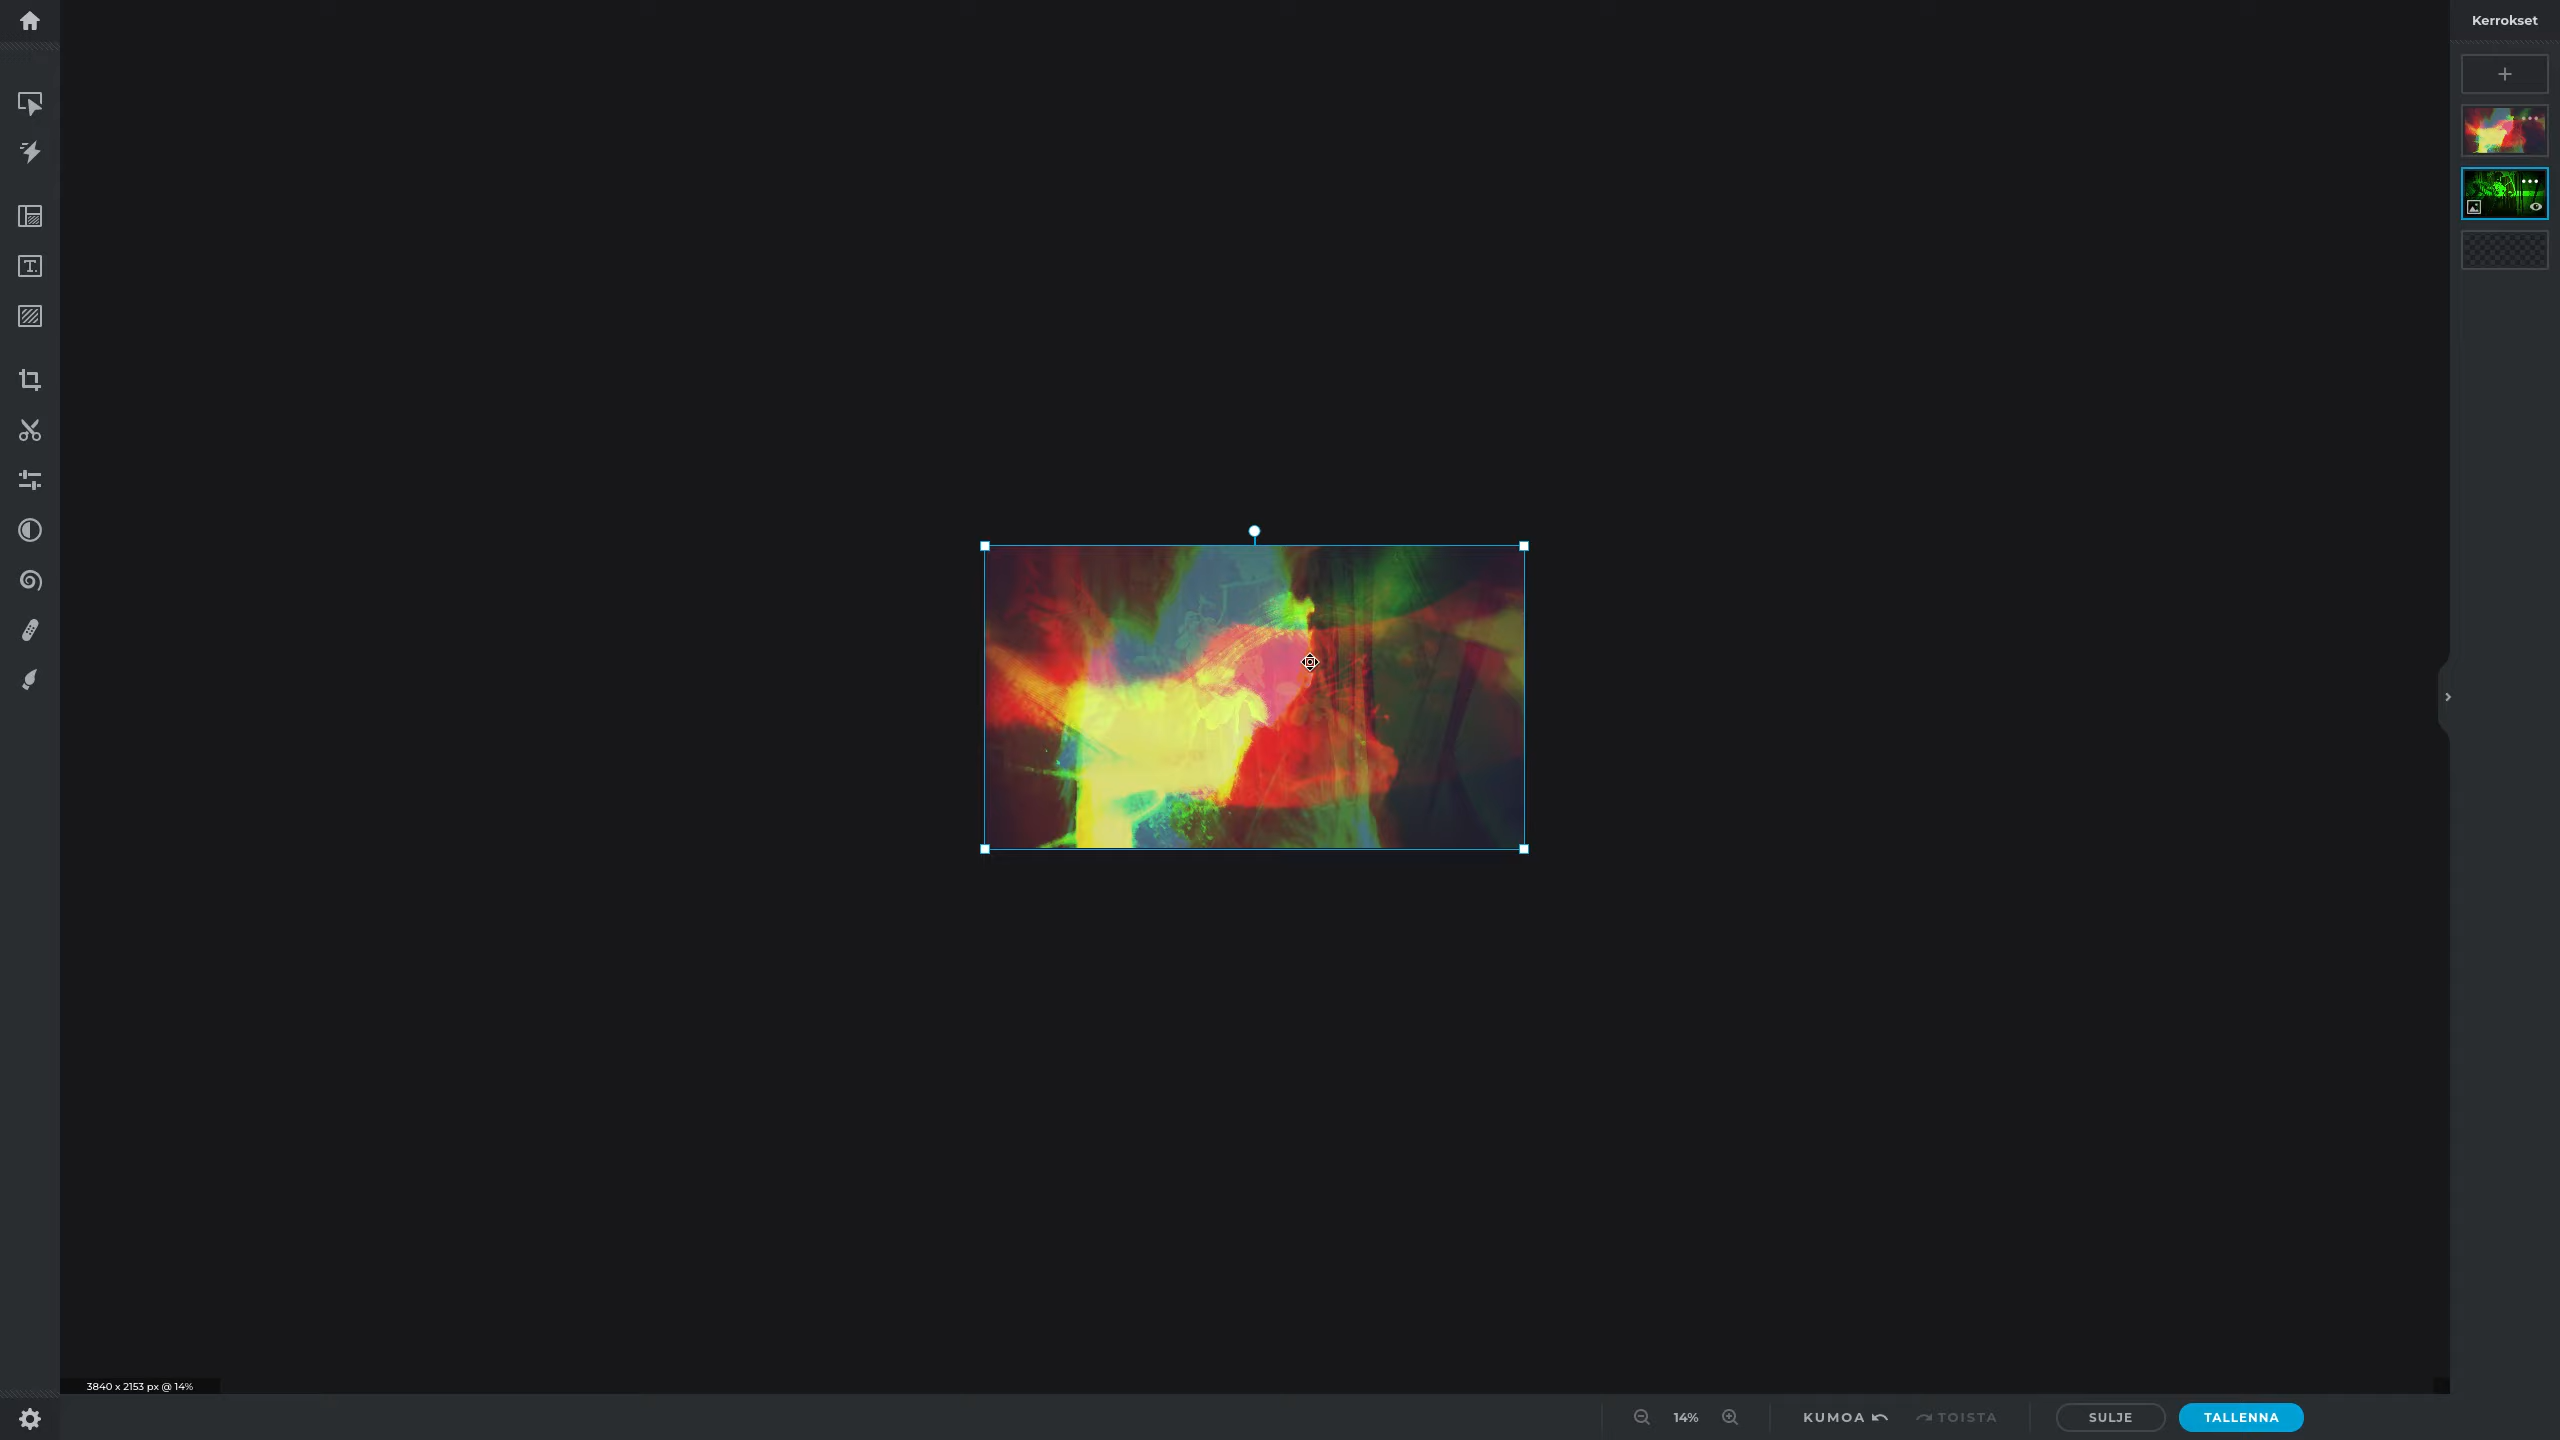 Kerrokset
3840 x 2153 px @ 14%
14%
KUMOA
TOISTA
SULJE
TALLENNA